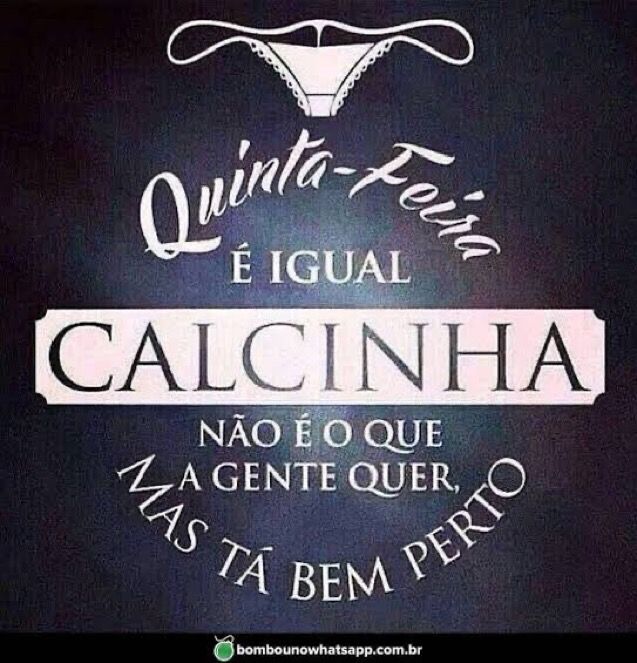 Quinta-Feira
É IGUAL
CALCINHA
NÃO É O QUE
A GENTE QUER,
MAS TÁ BEM PERTO
bombounowhatsapp.com.br